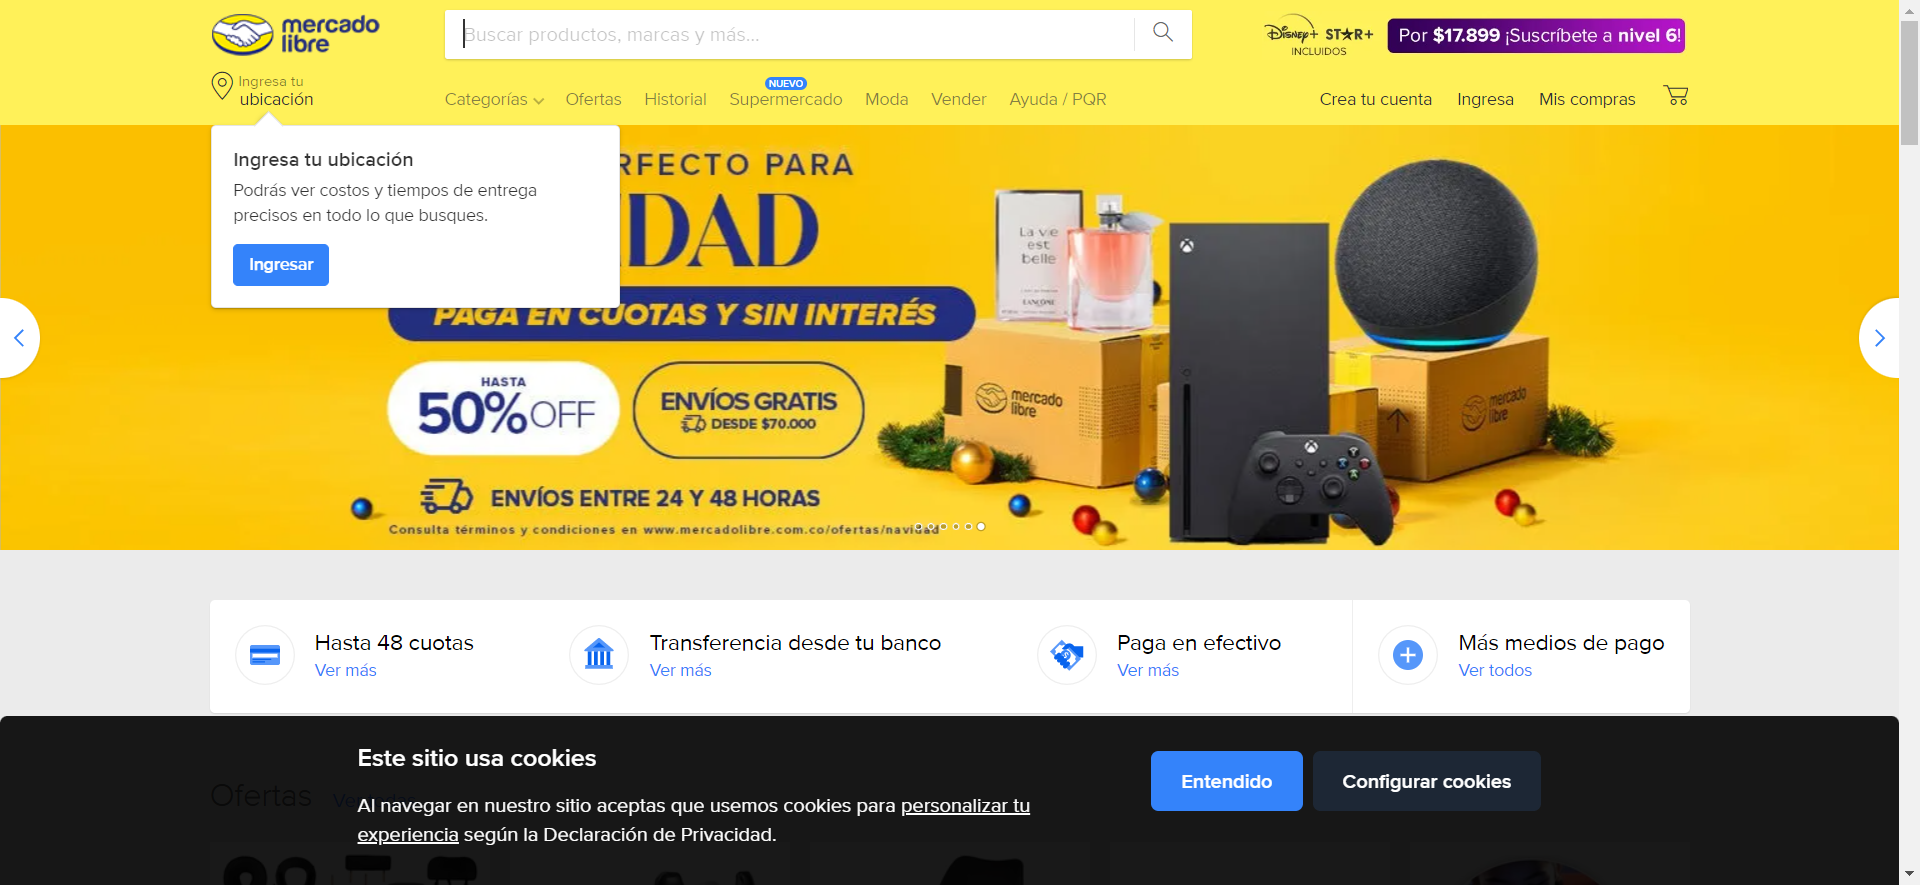 mercado
libre
Buscar productos, marcas y más...
Disney+ STAR+
INCLUIDOS
Por $17.899 ¡Suscríbete a nivel 6!
Ingresa tu
ubicación
Categorías
Ofertas
Historial
NUEVO
Supermercado
Moda
Vender
Ayuda / PQR
Crea tu cuenta
Ingresa
Mis compras
Ingresa tu ubicación
Podrás ver costos y tiempos de entrega
precisos en todo lo que busques.
Ingresar
RFECTO PARA
IDAD
PAGA EN CUOTAS Y SIN INTERÉS
HASTA
50% OFF
ENVÍOS GRATIS
DESDE $70.000
ENVÍOS ENTRE 24 Y 48 HORAS
Consulta términos y condiciones en www.mercadolibre.com.co/ofertas/navidad
La vie
est
belle
LANCÔME
mercado
libre
mercado
libre
Hasta 48 cuotas
Ver más
Transferencia desde tu banco
Ver más
Paga en efectivo
Ver más
Más medios de pago
Ver todos
Ofertas
Este sitio usa cookies
Al navegar en nuestro sitio aceptas que usemos cookies para personalizar tu
experiencia según la Declaración de Privacidad.
Entendido
Configurar cookies